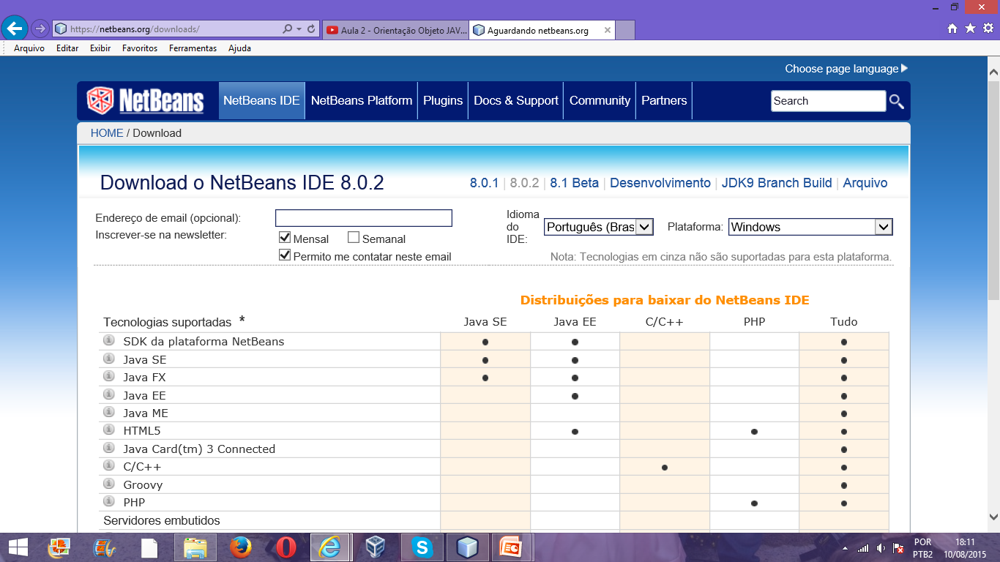 https://netbeans.org/downloads/
Aula 2 - Orientação Objeto JAV...
Aguardando netbeans.org
Arquivo Editar Exibir Favoritos Ferramentas Ajuda
Choose page language
NetBeans
NetBeans IDE NetBeans Platform Plugins Docs & Support Community Partners
Search
HOME / Download
Download o NetBeans IDE 8.0.2
8.0.1 | 8.0.2 | 8.1 Beta | Desenvolvimento | JDK9 Branch Build | Arquivo
Endereço de email (opcional):
Inscrever-se na newsletter:
Mensal Semanal
Permito me contatar neste email
Idioma
do
IDE:
Português (Bras
Plataforma: Windows
Nota: Tecnologias em cinza não são suportadas para esta plataforma.
Distribuições para baixar do NetBeans IDE
Tecnologias suportadas * Java SE Java EE C/C++ PHP Tudo
SDK da plataforma NetBeans
Java SE
Java FX
Java EE
Java ME
HTML5
Java Card(tm) 3 Connected
C/C++
Groovy
PHP
Servidores embutidos
POR
PTB2
18:11
10/08/2015